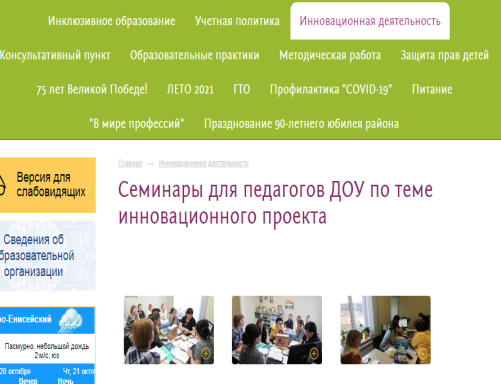 Инклюзивное образование Учетная политика Инновационная деятельность
Консультативный пункт Образовательные практики Методическая работа Защита прав детей
75 лет Великой Победе! ЛЕТО 2021 ГТО Профилактика "COVID-19" Питание
"В мире профессий" Празднование 90-летнего юбилея района
Версия для
слабовидящих
Главная → Инновационная деятельность
Семинары для педагогов ДОУ по теме
инновационного проекта
Сведения об
бразовательной
организации
ро-Енисейский
Пасмурно, небольшой дождь
2 м/с, юз
20 октября Чт, 21 октя
Вечер Ночь